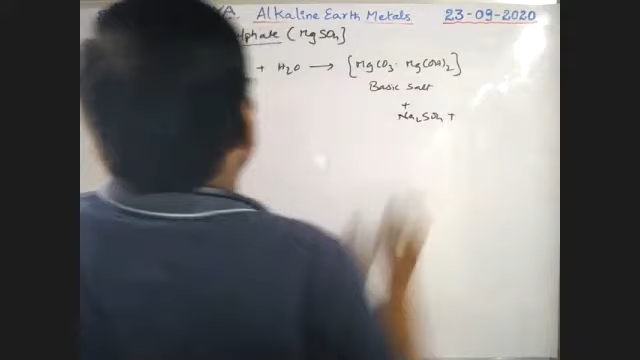 A. Alkaline Earth Metals 23-09-2020
lphate (MgSO4]
+ H2O → [MgCO3 · Mg(OH)2]
Basic salt
+
Na2SO4 +